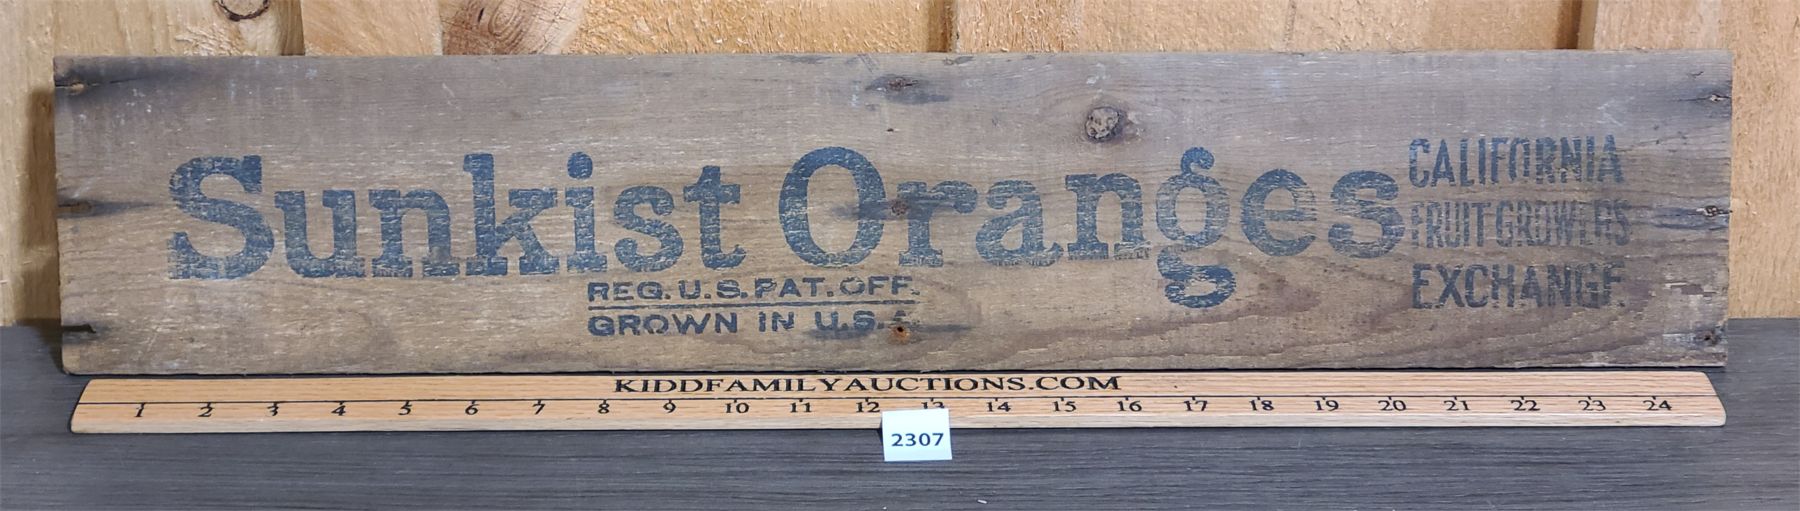 Sunkist Oranges
REG. U.S. PAT. OFF.
GROWN IN U.S.A.
CALIFORNIA
FRUIT GROWERS
EXCHANGE.
KIDDFAMILYAUCTIONS.COM
1 2 3 4 5 6 7 8 9 10 11 12 13 14 15 16 17 18 19 20 21 22 23 24
2307